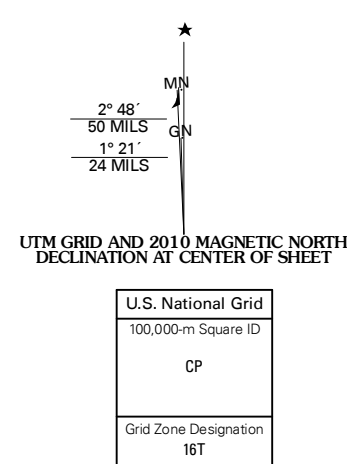 MN
2° 48´
50 MILS
GN
1° 21´
24 MILS
UTM GRID AND 2010 MAGNETIC NORTH
DECLINATION AT CENTER OF SHEET
U.S. National Grid
100,000-m Square ID
CP
Grid Zone Designation
16T